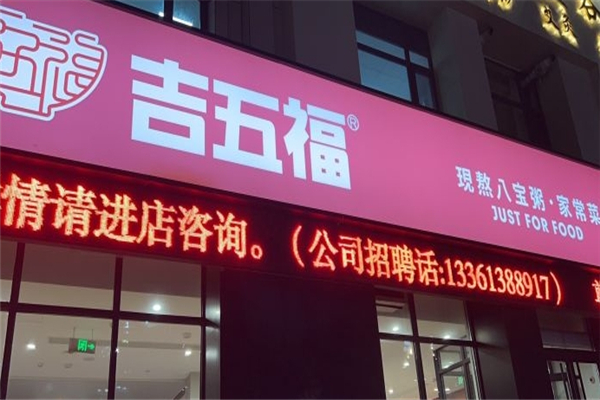 吉五福®
現熬八宝粥·家常菜
JUST FOR FOOD
情请进店咨询。（公司招聘话:13361388917）